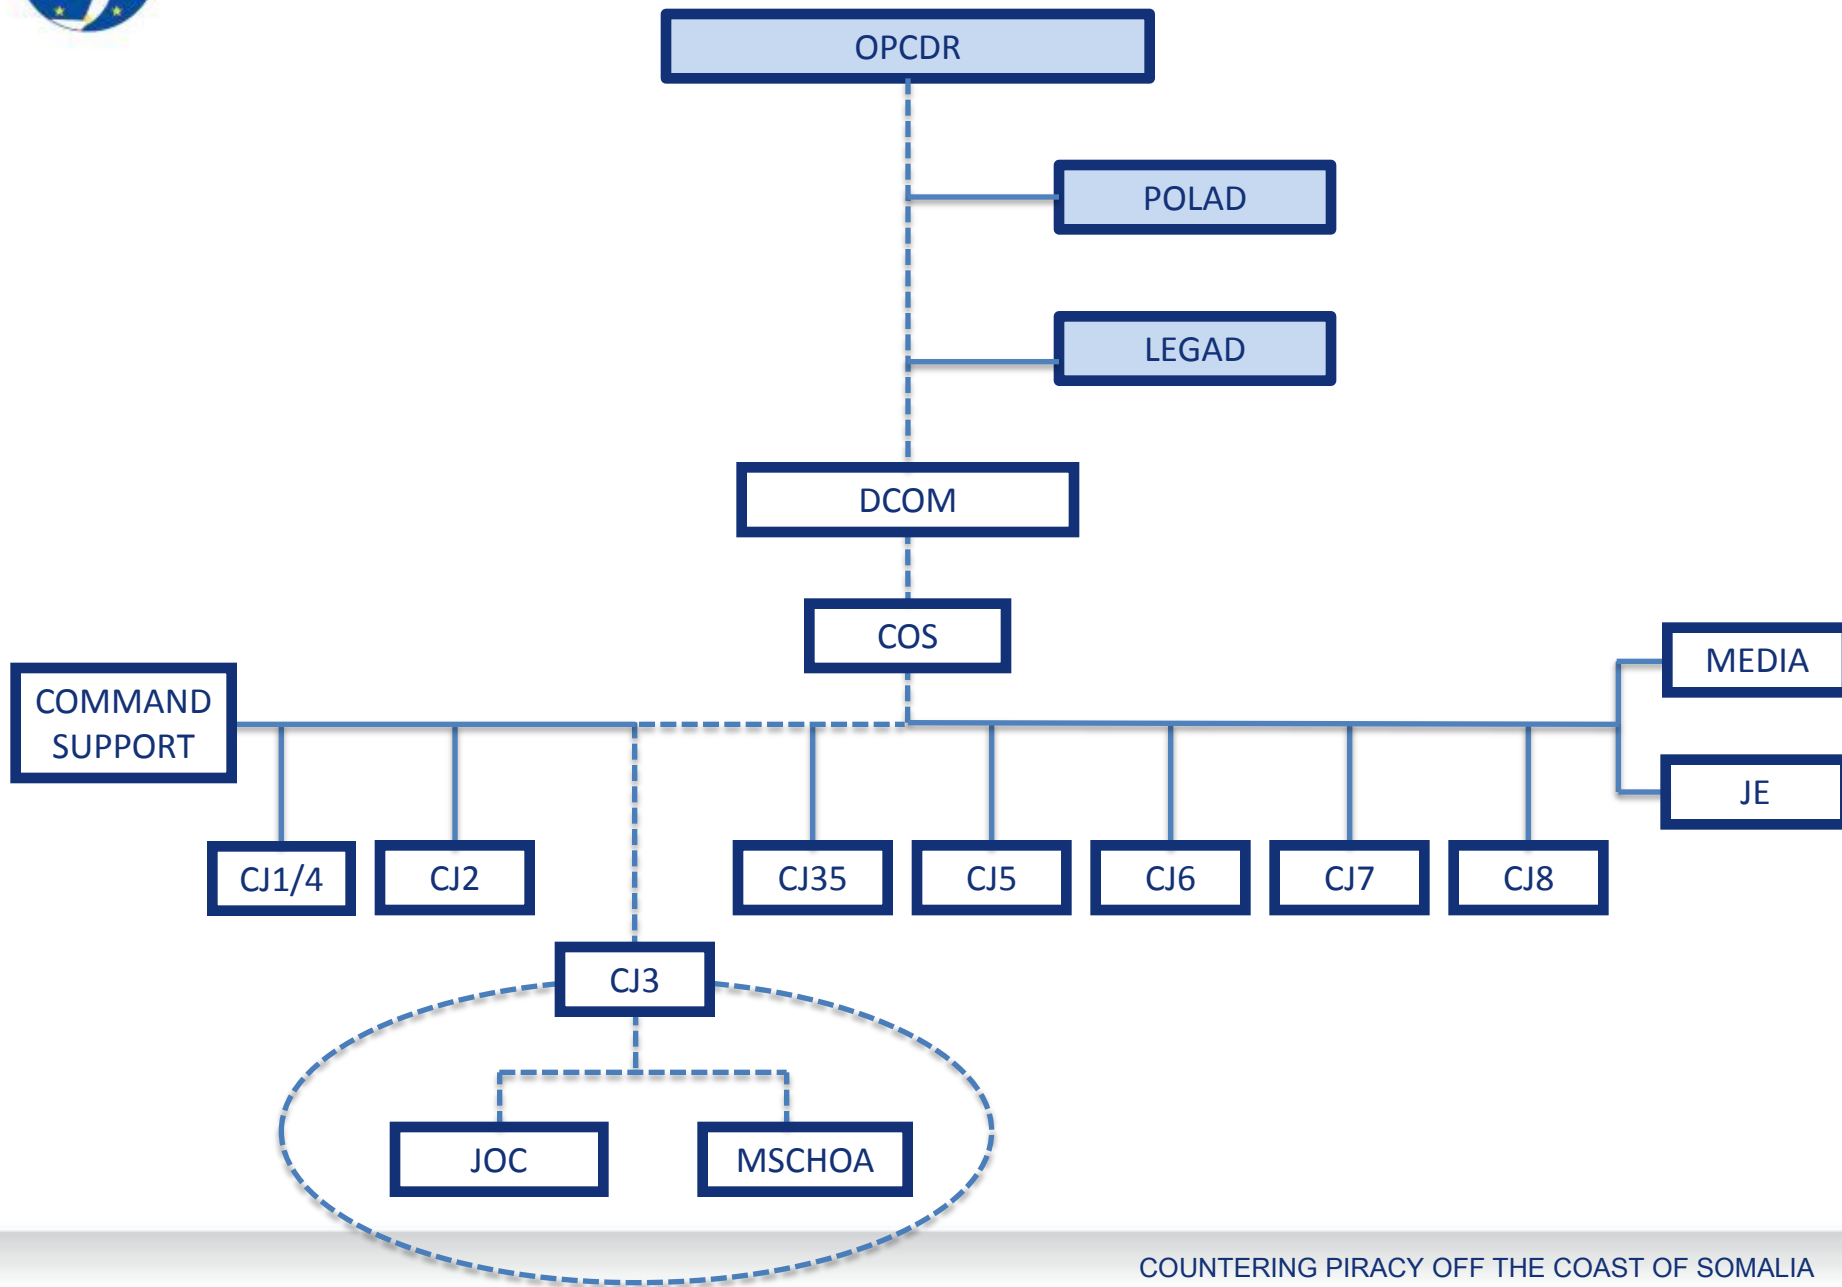 OPCDR
POLAD
LEGAD
DCOM
COS
MEDIA
COMMAND
SUPPORT
JE
CJ1/4
CJ2
CJ35
CJ5
CJ6
CJ7
CJ8
CJ3
JOC
MSCHOA
COUNTERING PIRACY OFF THE COAST OF SOMALIA